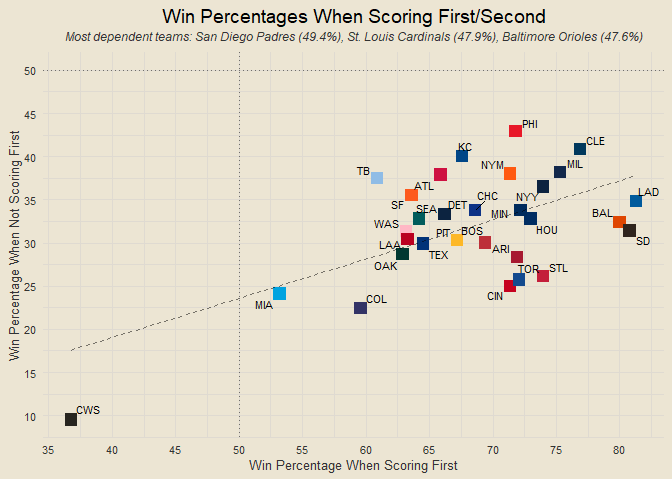 Win Percentages When Scoring First/Second
Most dependent teams: San Diego Padres (49.4%), St. Louis Cardinals (47.9%), Baltimore Orioles (47.6%)
50
45
40
35
30
25
20
15
10
Win Percentage When Not Scoring First
PHI
CLE
KC
NYM
MIL
TB
ATL
NYY
LAD
SF
SEA
DET
CHC
MIN
BAL
WAS
PIT
BOS
HOU
SD
LAA
TEX
ARI
OAK
TOR
STL
CIN
MIA
COL
CWS
35
40
45
50
55
60
65
70
75
80
Win Percentage When Scoring First